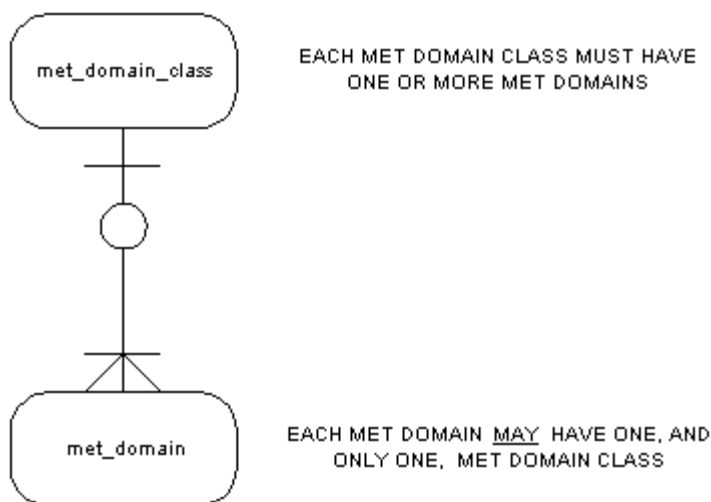 met_domain_class
EACH MET DOMAIN CLASS MUST HAVE
ONE OR MORE MET DOMAINS
met_domain
EACH MET DOMAIN MAY HAVE ONE, AND
ONLY ONE, MET DOMAIN CLASS